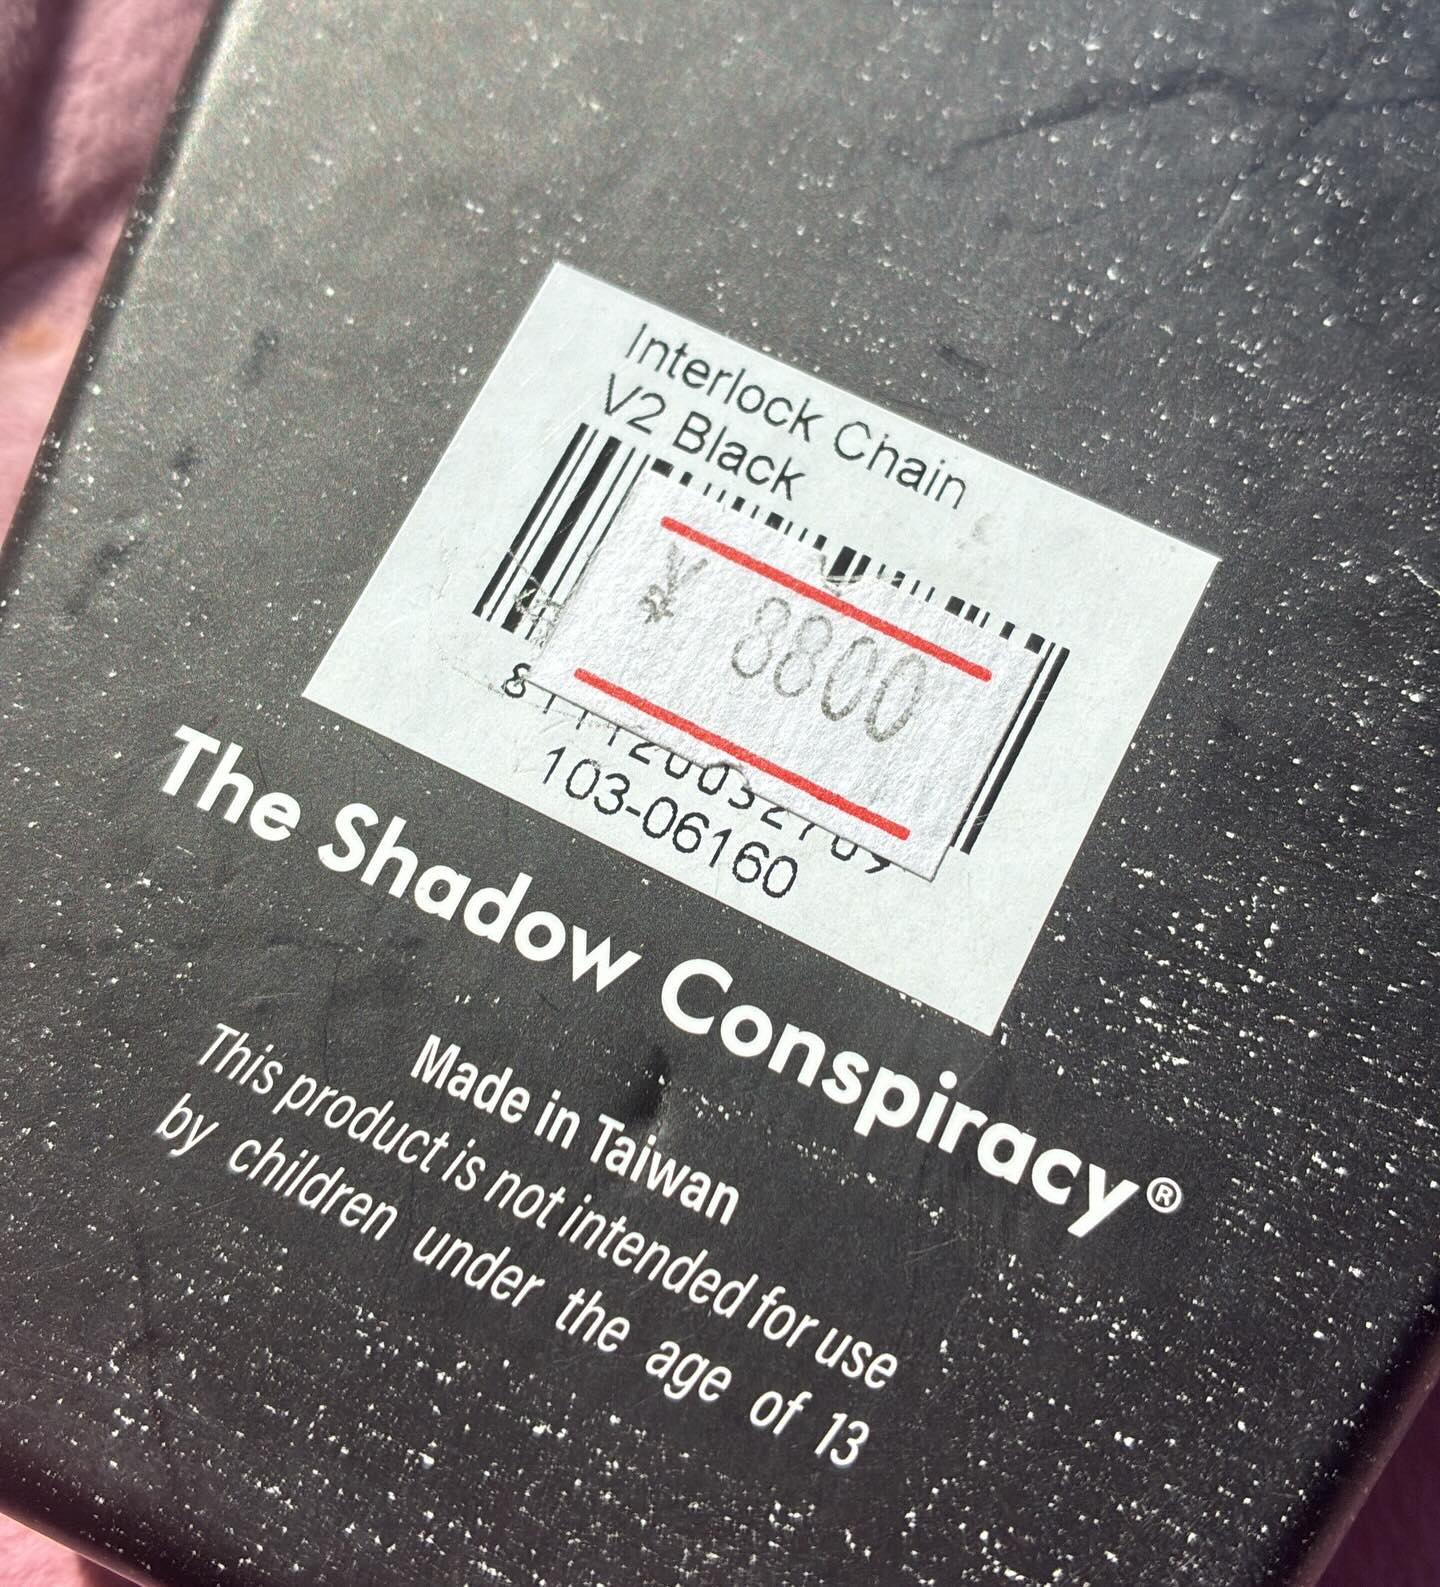 Interlock Chain
V2 Black
¥ 8800
103-06160
The Shadow Conspiracy®
Made in Taiwan
This product is not intended for use
by children under the age of 13